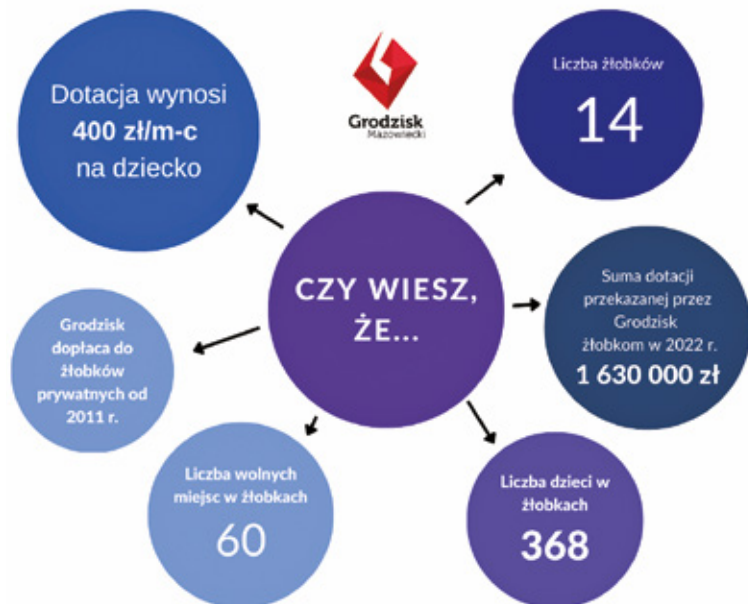 Dotacja wynosi
400 zł/m-c
na dziecko
Grodzisk
Mazowiecki
Liczba żłobków
14
CZY WIESZ,
ŻE...
Suma dotacji
przekazanej przez
Grodzisk
żłobkom w 2022 r.
1 630 000 zł
Grodzisk
dopłaca do
żłobków
prywatnych od
2011 r.
Liczba wolnych
miejsc w żłobkach
60
Liczba dzieci w
żłobkach
368